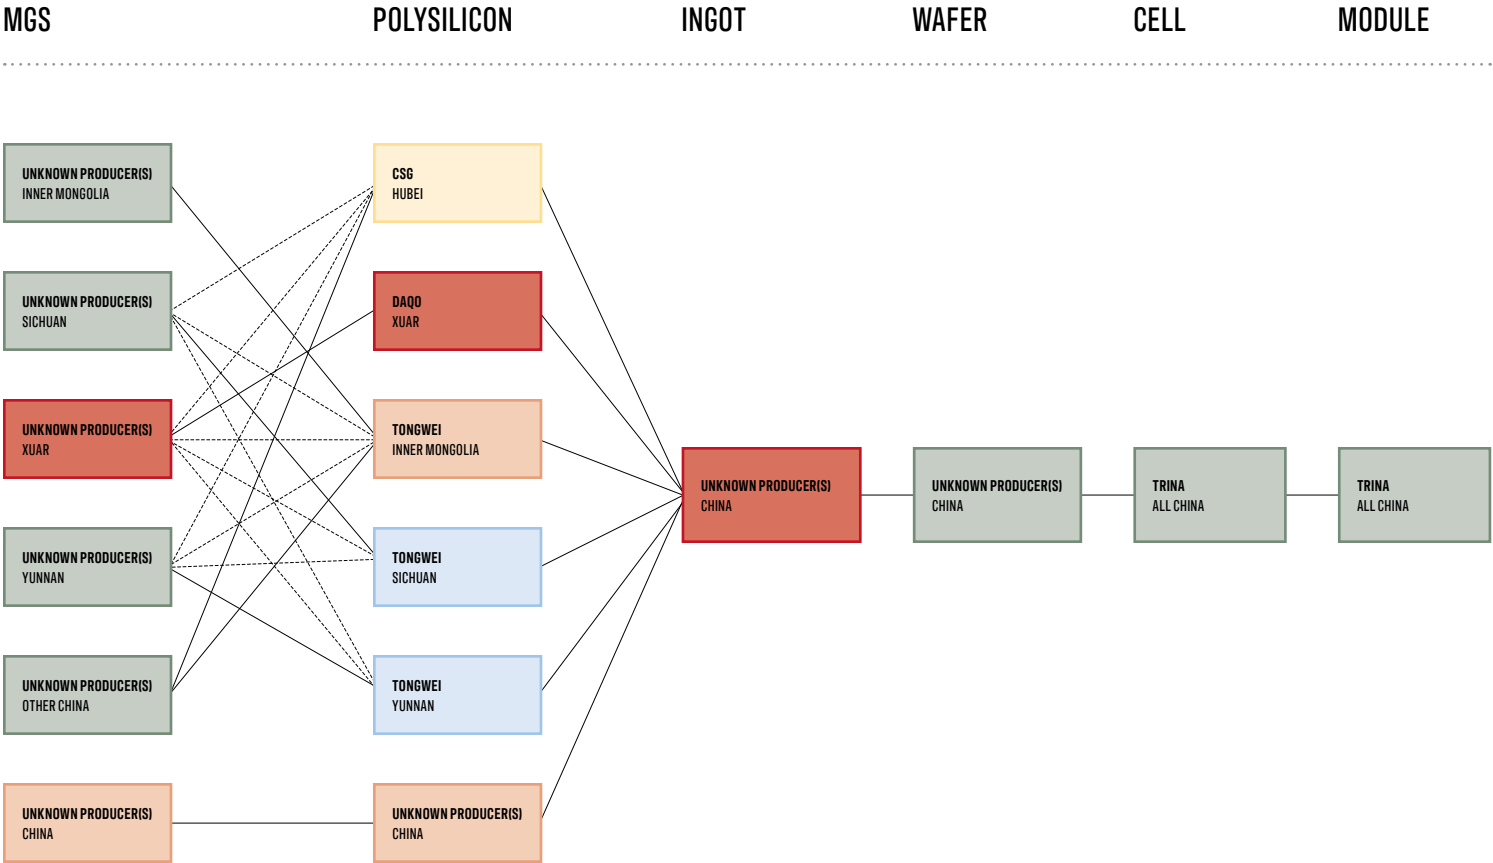 MGS
POLYSILICON
INGOT
WAFER
CELL
MODULE
UNKNOWN PRODUCER(S)
INNER MONGOLIA
UNKNOWN PRODUCER(S)
SICHUAN
UNKNOWN PRODUCER(S)
XUAR
UNKNOWN PRODUCER(S)
YUNNAN
UNKNOWN PRODUCER(S)
OTHER CHINA
UNKNOWN PRODUCER(S)
CHINA
CSG
HUBEI
DAQO
XUAR
TONGWEI
INNER MONGOLIA
TONGWEI
SICHUAN
TONGWEI
YUNNAN
UNKNOWN PRODUCER(S)
CHINA
UNKNOWN PRODUCER(S)
CHINA
UNKNOWN PRODUCER(S)
CHINA
TRINA
ALL CHINA
TRINA
ALL CHINA